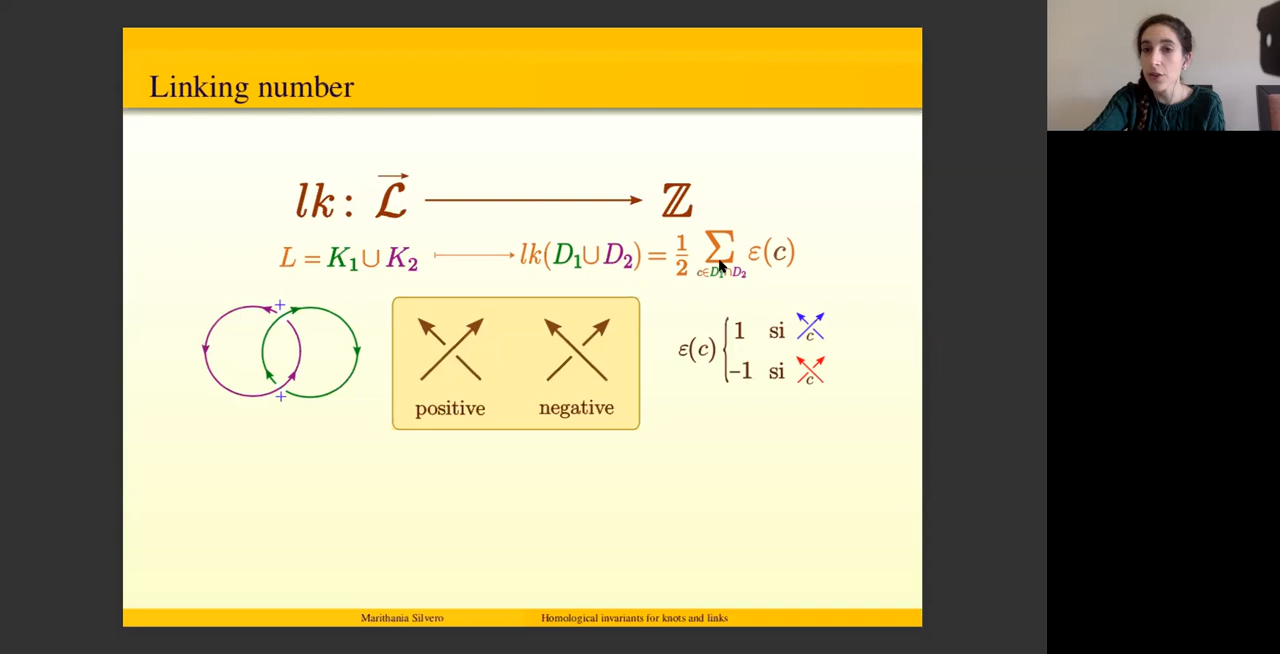 Linking number
lk : \vec{ℒ} ⟶ ℤ
L = K₁ ∪ K₂ ⟼ lk(D₁∪D₂) = 1/2 ∑_{c∈D₁∩D₂} ε(c)
+
+
positive negative
ε(c) { 1 si c
−1 si c
Marithania Silvero Homological invariants for knots and links